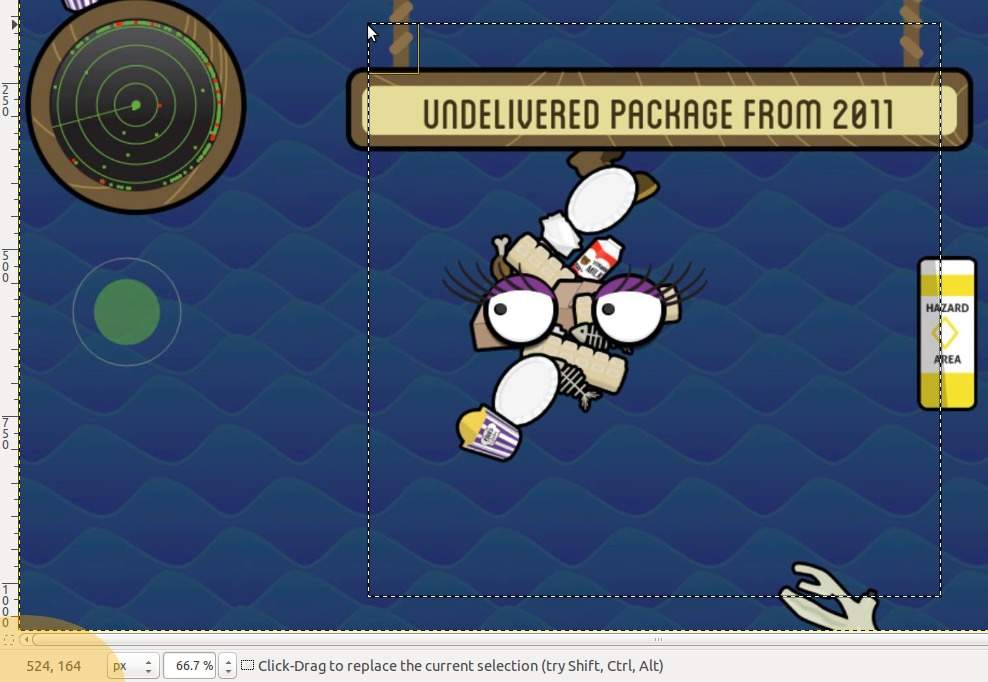 UNDELIVERED PACKAGE FROM 2011
250
500
MILK
HAZARD
AREA
750
1000
524, 164
px
66.7 %
Click-Drag to replace the current selection (try Shift, Ctrl, Alt)